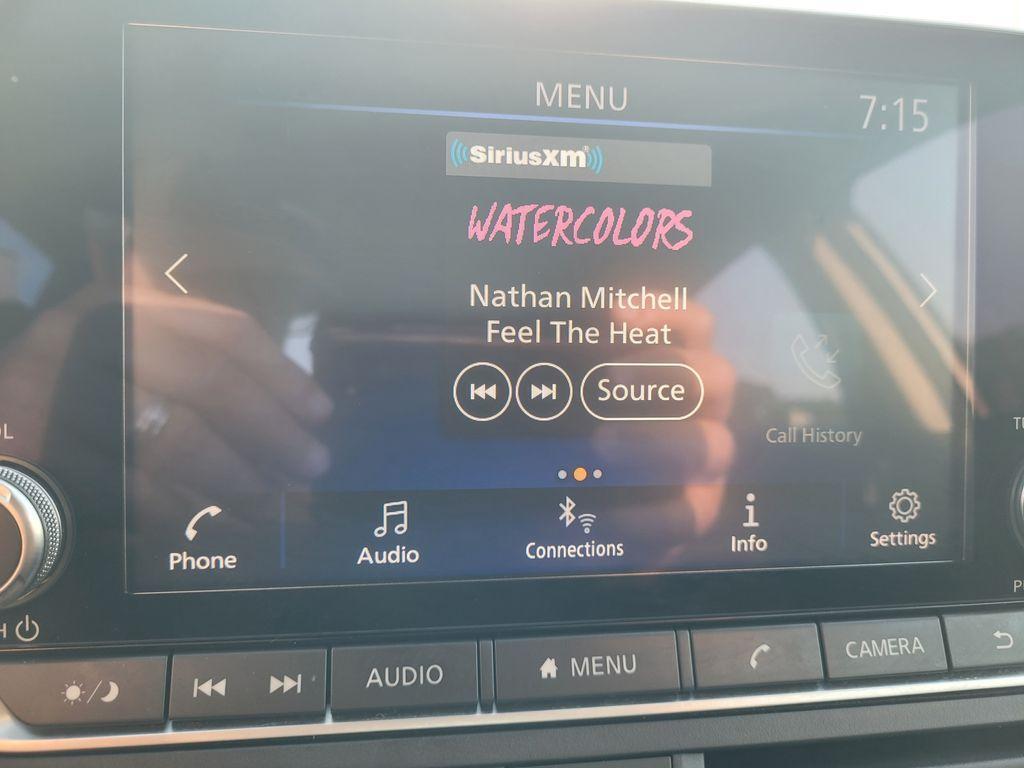 MENU
7:15
SiriusXm
WATERCOLORS
Nathan Mitchell
Feel The Heat
Source
Call History
Phone
Audio
Connections
Info
Settings
AUDIO
MENU
CAMERA